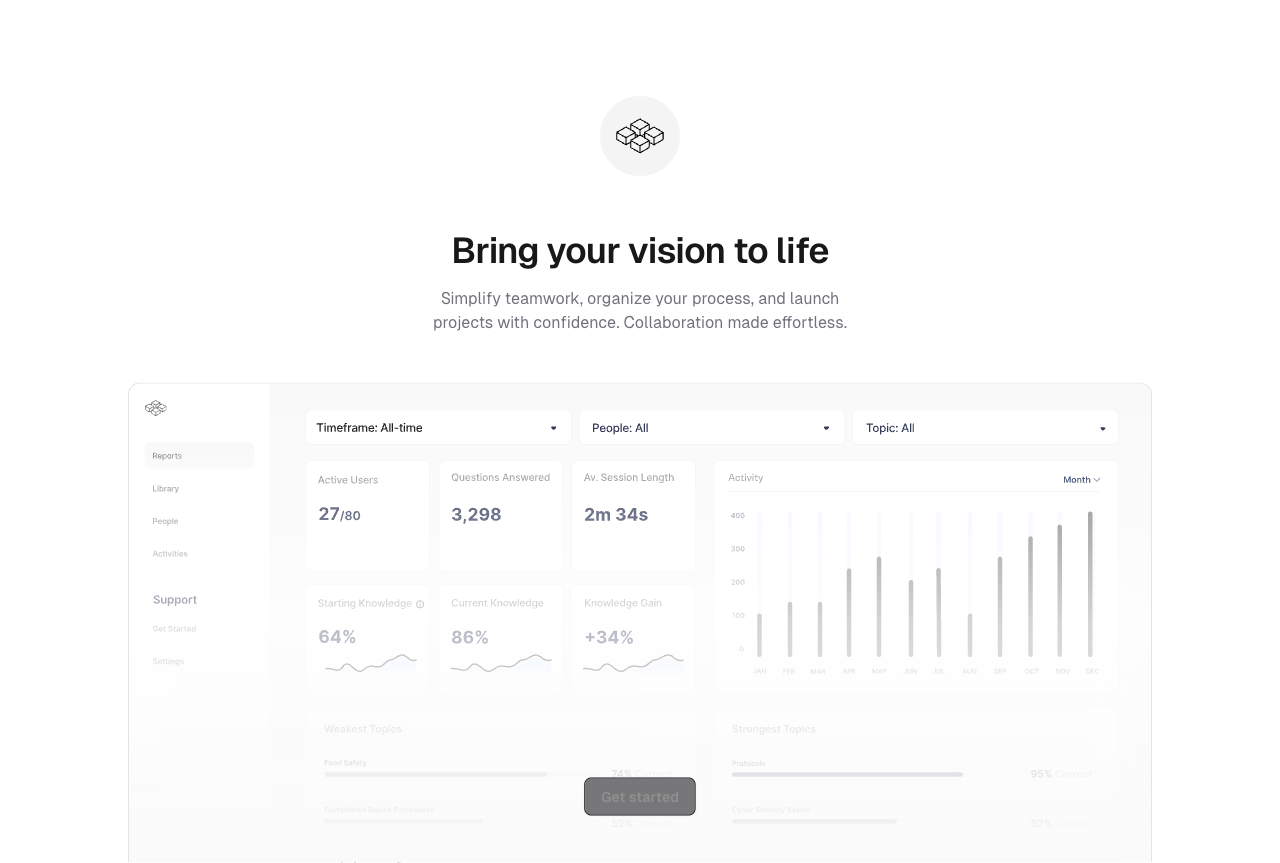 Bring your vision to life
Simplify teamwork, organize your process, and launch
projects with confidence. Collaboration made effortless.
Reports
Library
People
Activities
Support
Get Started
Settings
Timeframe: All-time
People: All
Topic: All
Active Users
27/80
Questions Answered
3,298
Av. Session Length
2m 34s
Starting Knowledge
64%
Current Knowledge
86%
Knowledge Gain
+34%
Activity
Month
400
300
200
100
0
JAN FEB MAR APR MAY JUN JUL AUG SEP OCT NOV DEC
Weakest Topics
Food Safety
74% Correct
Compliance Basics Procedures
52%
Strongest Topics
Protocols
95% Correct
Cyber Security Basics
92%
Get started